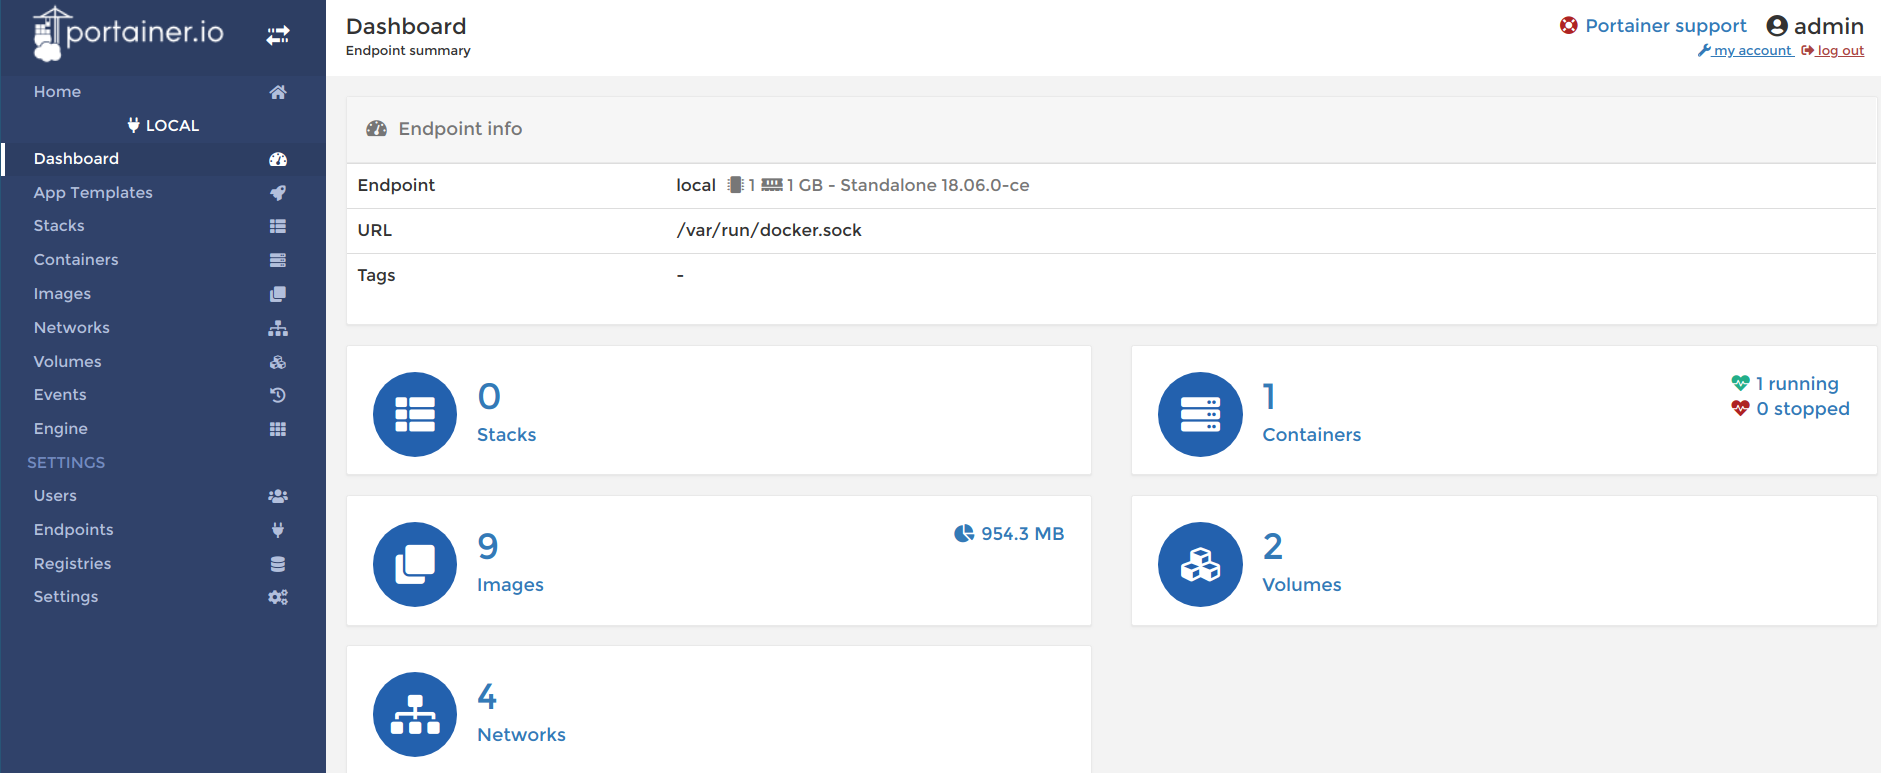 portainer.io
Home
LOCAL
Dashboard
App Templates
Stacks
Containers
Images
Networks
Volumes
Events
Engine
SETTINGS
Users
Endpoints
Registries
Settings
Dashboard
Endpoint summary
Portainer support
admin
my account
log out
Endpoint info
Endpoint local 1 1 GB - Standalone 18.06.0-ce
URL /var/run/docker.sock
Tags -
0
Stacks
1
Containers
1 running
0 stopped
9
Images
954.3 MB
2
Volumes
4
Networks